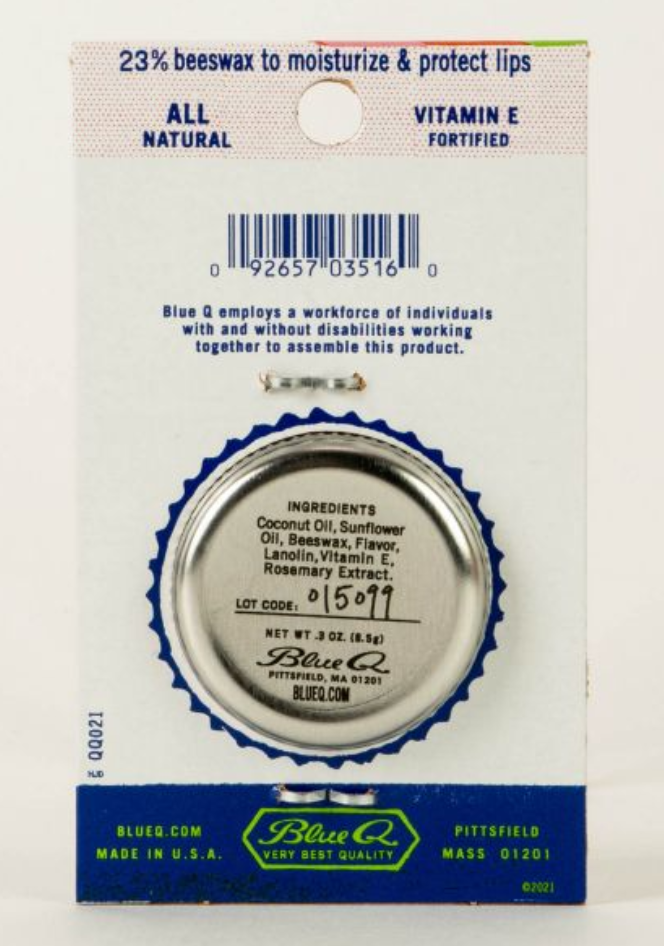 23% beeswax to moisturize & protect lips
ALL
NATURAL
VITAMIN E
FORTIFIED
0 92657 03516 0
Blue Q employs a workforce of individuals
with and without disabilities working
together to assemble this product.
INGREDIENTS
Coconut Oil, Sunflower
Oil, Beeswax, Flavor,
Lanolin, Vitamin E,
Rosemary Extract.
LOT CODE: 015099
NET WT .3 OZ. (8.5g)
Blue Q
PITTSFIELD, MA 01201
BLUEQ.COM
QQ021
BLUEQ.COM
MADE IN U.S.A.
Blue Q
VERY BEST QUALITY
PITTSFIELD
MASS 01201
©2021